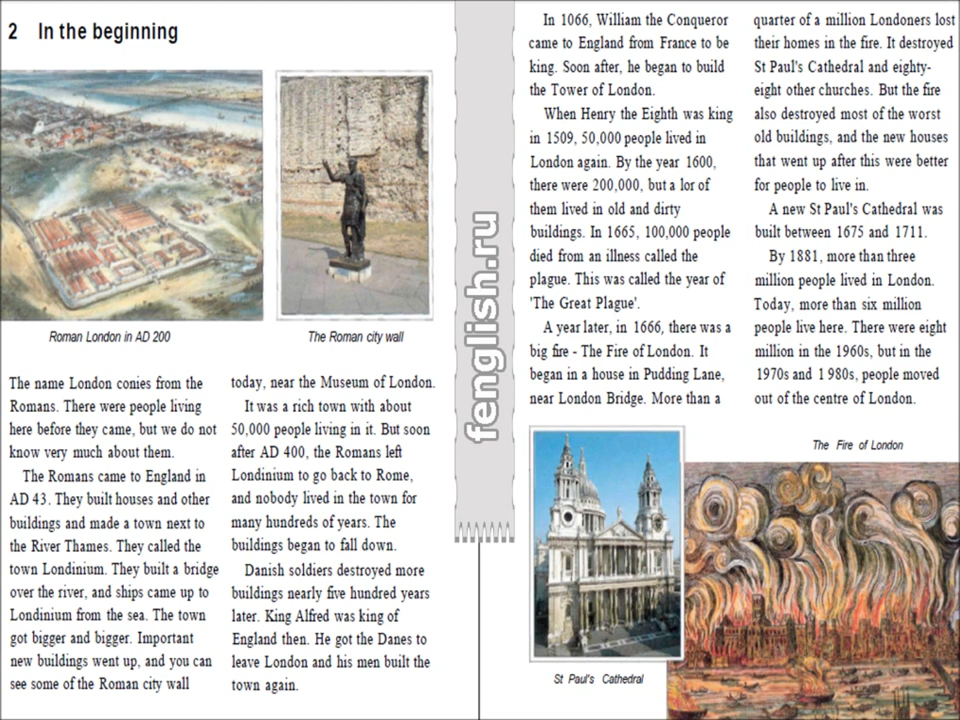 2 In the beginning
Roman London in AD 200
The Roman city wall
The name London conies from the
Romans. There were people living
here before they came, but we do not
know very much about them.
The Romans came to England in
AD 43. They built houses and other
buildings and made a town next to
the River Thames. They called the
town Londinium. They built a bridge
over the river, and ships came up to
Londinium from the sea. The town
got bigger and bigger. Important
new buildings went up, and you can
see some of the Roman city wall
today, near the Museum of London.
It was a rich town with about
50,000 people living in it. But soon
after AD 400, the Romans left
Londinium to go back to Rome,
and nobody lived in the town for
many hundreds of years. The
buildings began to fall down.
Danish soldiers destroyed more
buildings nearly five hundred years
later. King Alfred was king of
England then. He got the Danes to
leave London and his men built the
town again.
fenglish.ru
In 1066, William the Conqueror
came to England from France to be
king. Soon after, he began to build
the Tower of London.
When Henry the Eighth was king
in 1509, 50,000 people lived in
London again. By the year 1600,
there were 200,000, but a lor of
them lived in old and dirty
buildings. In 1665, 100,000 people
died from an illness called the
plague. This was called the year of
'The Great Plague'.
A year later, in 1666, there was a
big fire - The Fire of London. It
began in a house in Pudding Lane,
near London Bridge. More than a
quarter of a million Londoners lost
their homes in the fire. It destroyed
St Paul's Cathedral and eighty-
eight other churches. But the fire
also destroyed most of the worst
old buildings, and the new houses
that went up after this were better
for people to live in.
A new St Paul's Cathedral was
built between 1675 and 1711.
By 1881, more than three
million people lived in London.
Today, more than six million
people live here. There were eight
million in the 1960s, but in the
1970s and 1 980s, people moved
out of the centre of London.
The Fire of London
St Paul's Cathedral